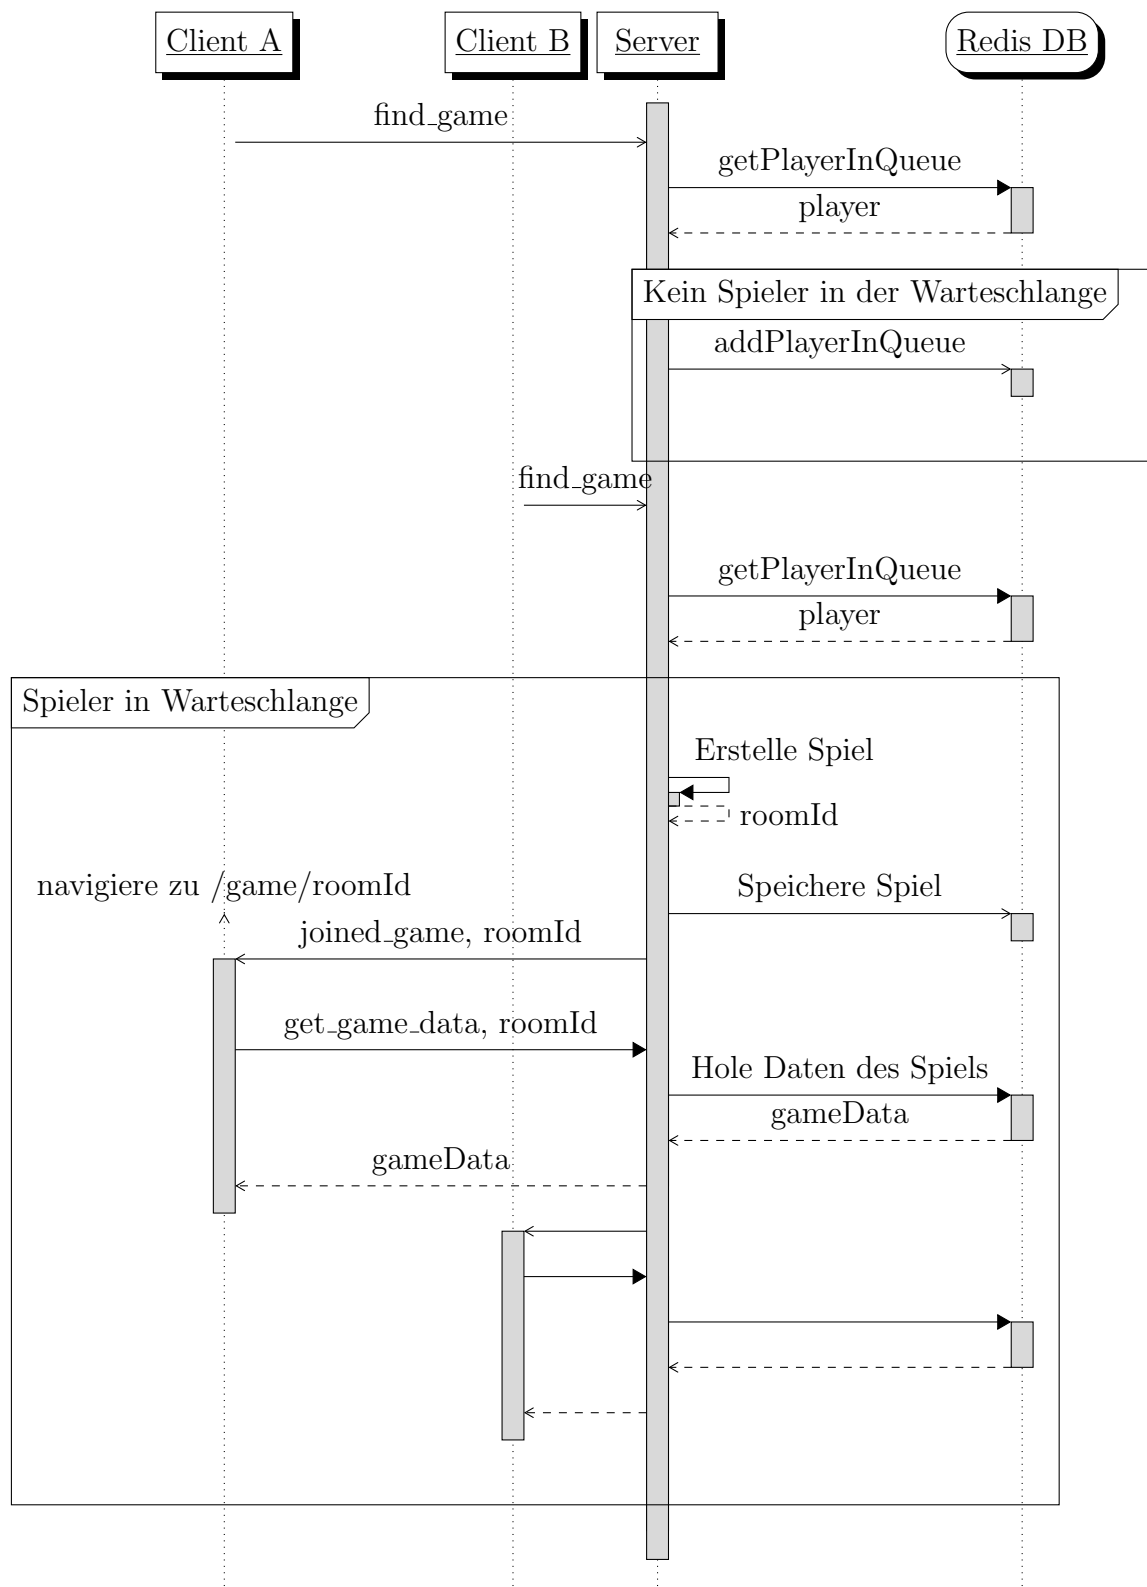 Client A
Client B
Server
Redis DB
find_game
getPlayerInQueue
player
Kein Spieler in der Warteschlange
addPlayerInQueue
find_game
getPlayerInQueue
player
Spieler in Warteschlange
Erstelle Spiel
roomId
navigiere zu /game/roomId
Speichere Spiel
joined_game, roomId
get_game_data, roomId
Hole Daten des Spiels
gameData
gameData